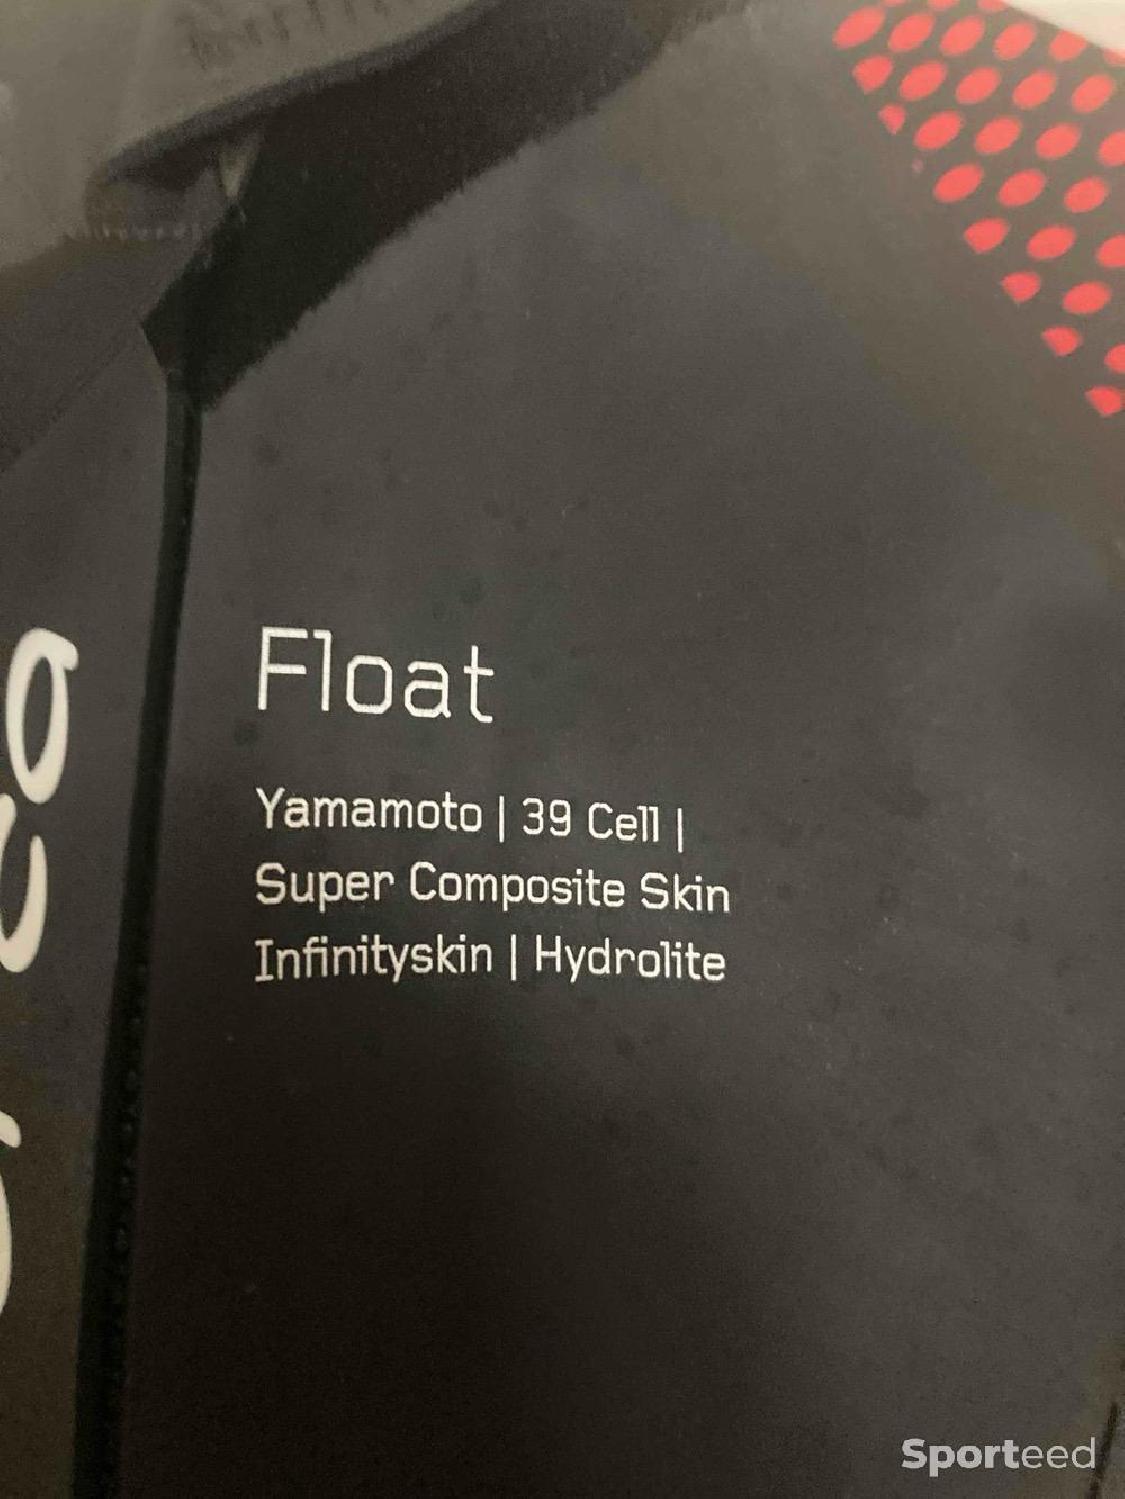 Float
Yamamoto | 39 Cell |
Super Composite Skin
Infinityskin | Hydrolite
Sporteed